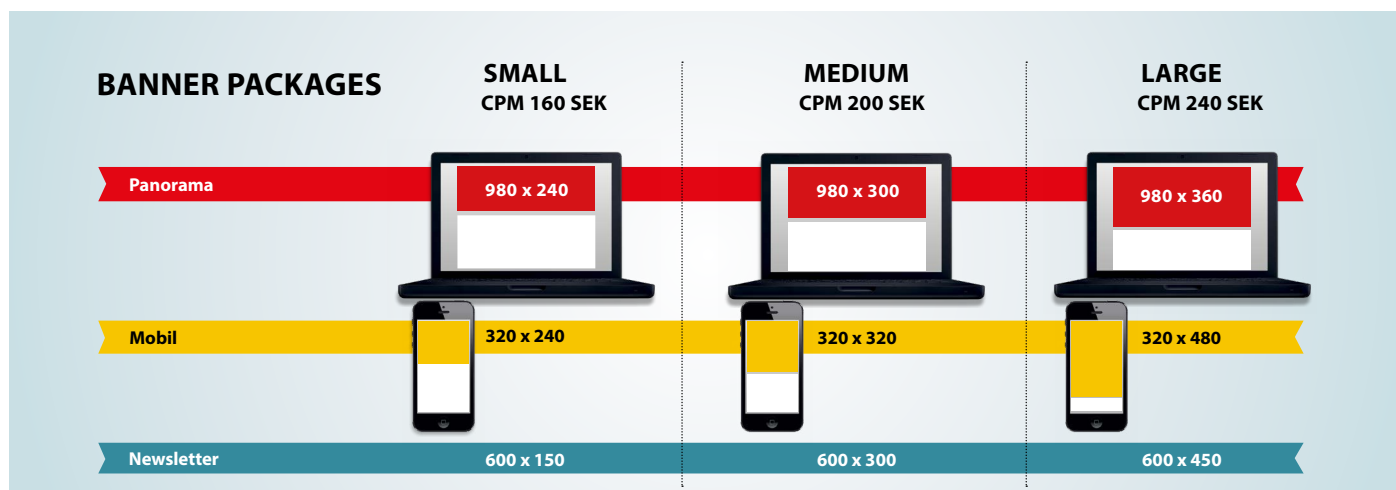 BANNER PACKAGES
SMALL
CPM 160 SEK
MEDIUM
CPM 200 SEK
LARGE
CPM 240 SEK
Panorama
980 x 240
980 x 300
980 x 360
Mobil
320 x 240
320 x 320
320 x 480
Newsletter
600 x 150
600 x 300
600 x 450